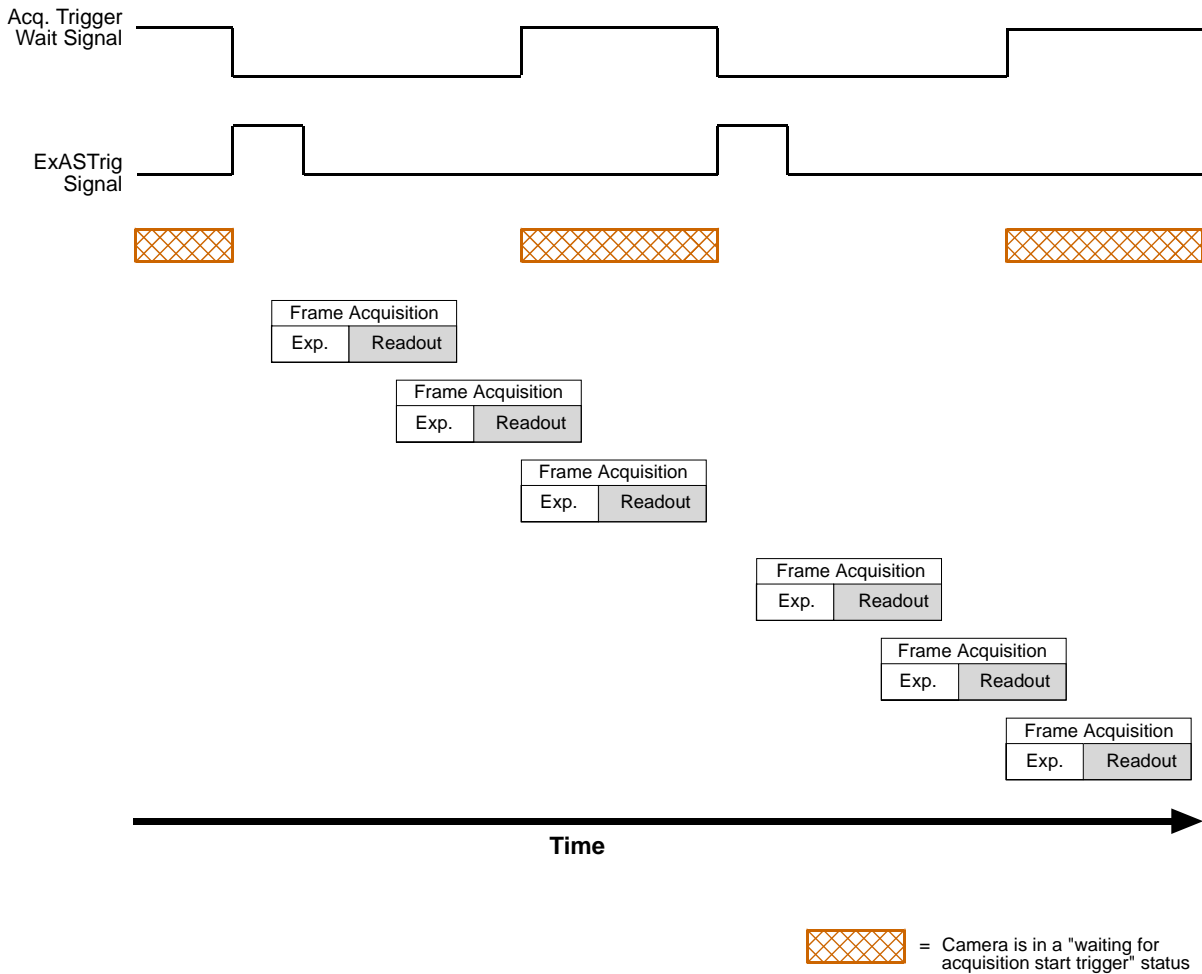 Acq. Trigger
Wait Signal
ExASTrig
Signal
Frame Acquisition
Exp. Readout
Frame Acquisition
Exp. Readout
Frame Acquisition
Exp. Readout
Frame Acquisition
Exp. Readout
Frame Acquisition
Exp. Readout
Frame Acquisition
Exp. Readout
Time
= Camera is in a "waiting for
acquisition start trigger" status